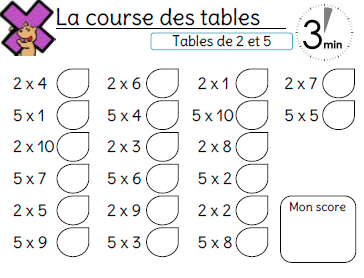 La course des tables
Tables de 2 et 5
3 min
2 x 4 2 x 6 2 x 1 2 x 7
5 x 1 5 x 4 5 x 10 5 x 5
2 x 10 2 x 3 2 x 8
5 x 7 5 x 6 5 x 2
2 x 5 2 x 9 2 x 2 Mon score
5 x 9 5 x 3 5 x 8